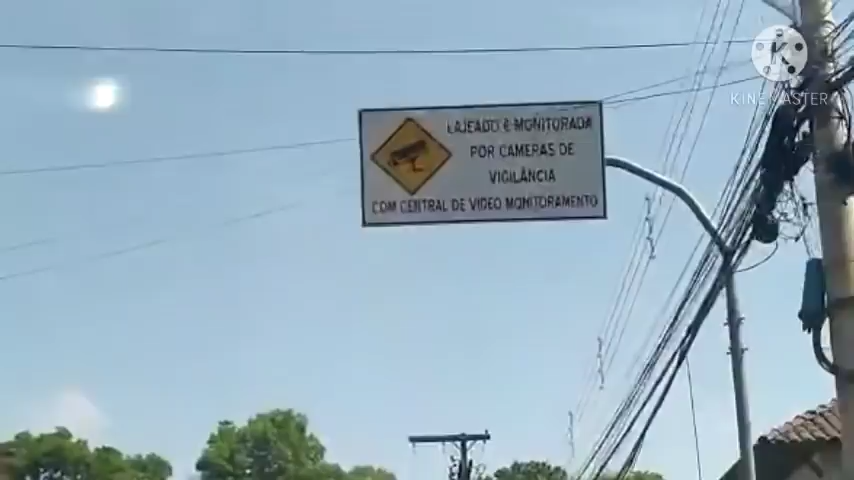 KINEMASTER
LAJEADO É MONITORADA
POR CAMERAS DE
VIGILÂNCIA
COM CENTRAL DE VIDEO MONITORAMENTO